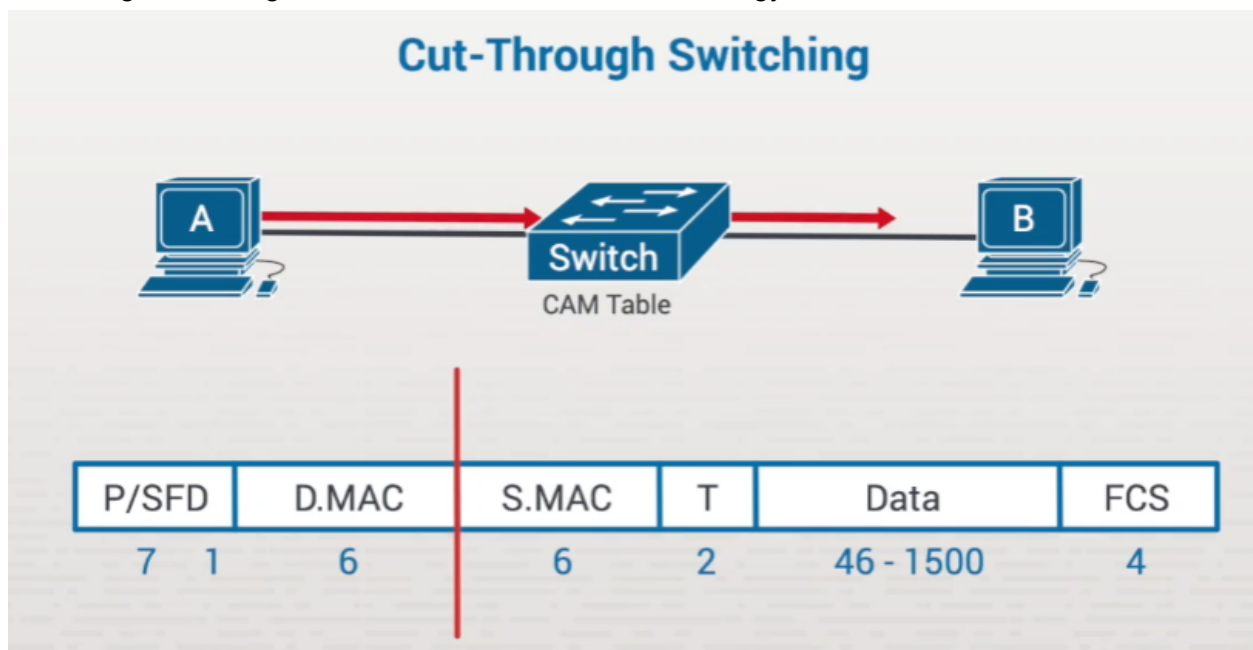 Cut-Through Switching
A
Switch
B
CAM Table
P/SFD D.MAC S.MAC T Data FCS
7 1 6 6 2 46 - 1500 4